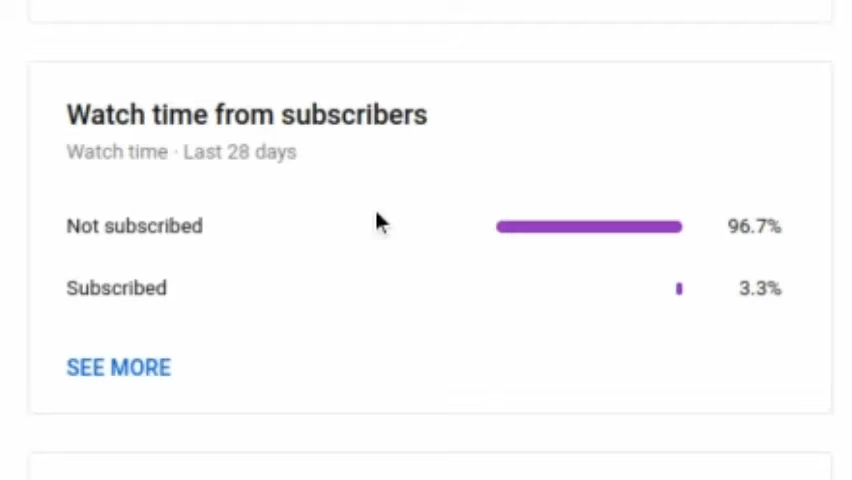 Watch time from subscribers
Watch time · Last 28 days
Not subscribed 96.7%
Subscribed 3.3%
SEE MORE